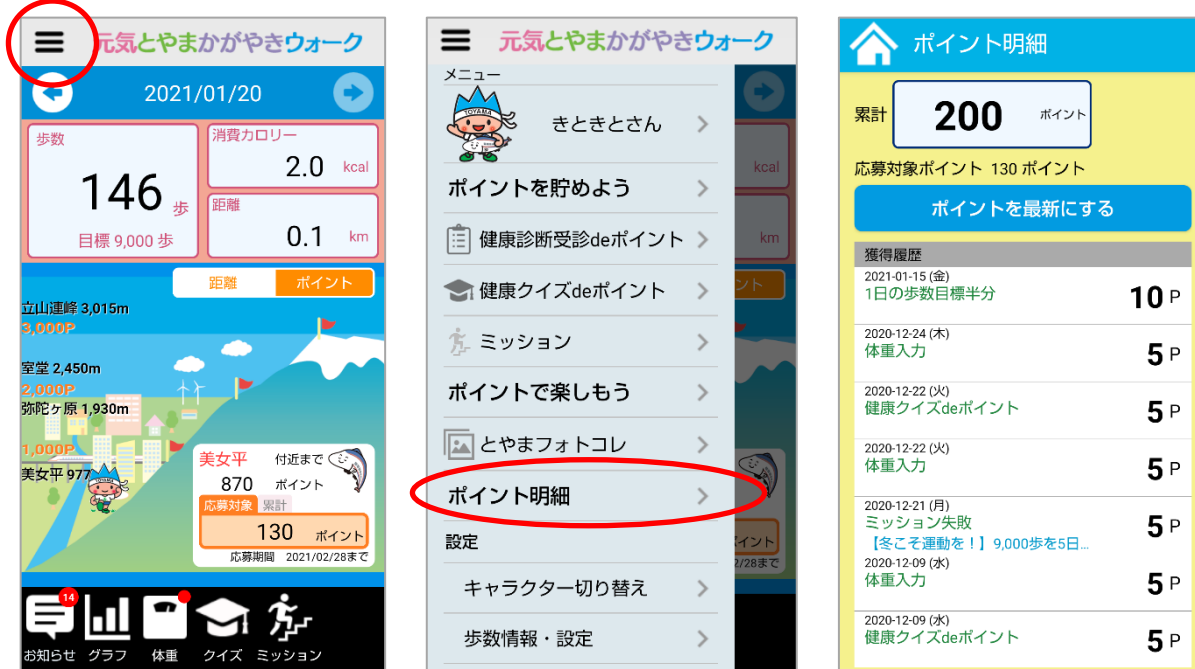 元気とやまかがやきウォーク
2021/01/20
歩数
146 歩
目標 9,000 歩
消費カロリー
2.0 kcal
距離
0.1 km
距離 ポイント
立山連峰 3,015m
3,000P
室堂 2,450m
2,000P
弥陀ヶ原 1,930m
1,000P
美女平 977
美女平 付近まで
870 ポイント
応募対象 累計
130 ポイント
応募期間 2021/02/28まで
14
お知らせ グラフ 体重 クイズ ミッション
元気とやまかがやきウォーク
メニュー
TOYAMA
きときとさん
ポイントを貯めよう
健康診断受診deポイント
健康クイズdeポイント
ミッション
ポイントで楽しもう
とやまフォトコレ
ポイント明細
設定
キャラクター切り替え
歩数情報・設定
kcal
km
ント
イント
2/28まで
ポイント明細
累計 200 ポイント
応募対象ポイント 130 ポイント
ポイントを最新にする
獲得履歴
2021-01-15 (金)
1日の歩数目標半分
10 P
2020-12-24 (木)
体重入力
5 P
2020-12-22 (火)
健康クイズdeポイント
5 P
2020-12-22 (火)
体重入力
5 P
2020-12-21 (月)
ミッション失敗
5 P
【冬こそ運動を！】9,000歩を5日...
2020-12-09 (水)
体重入力
5 P
2020-12-09 (水)
健康クイズdeポイント
5 P